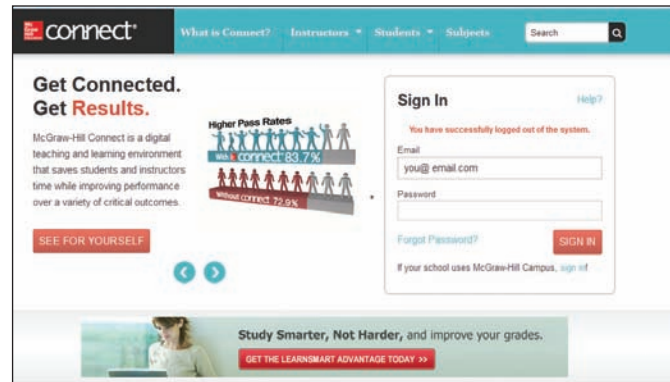 Mc
Graw
Hill
Education
connect®
What is Connect?
Instructors
Students
Subjects
Search
Get Connected.
Get Results.
McGraw-Hill Connect is a digital
teaching and learning environment
that saves students and instructors
time while improving performance
over a variety of critical outcomes.
SEE FOR YOURSELF
Higher Pass Rates
With connect 83.7%
Without connect 72.9%
Sign In
Help?
You have successfully logged out of the system.
Email
you@ email.com
Password
Forgot Password?
SIGN IN
If your school uses McGraw-Hill Campus, sign in!
Study Smarter, Not Harder, and improve your grades.
GET THE LEARNSMART ADVANTAGE TODAY >>